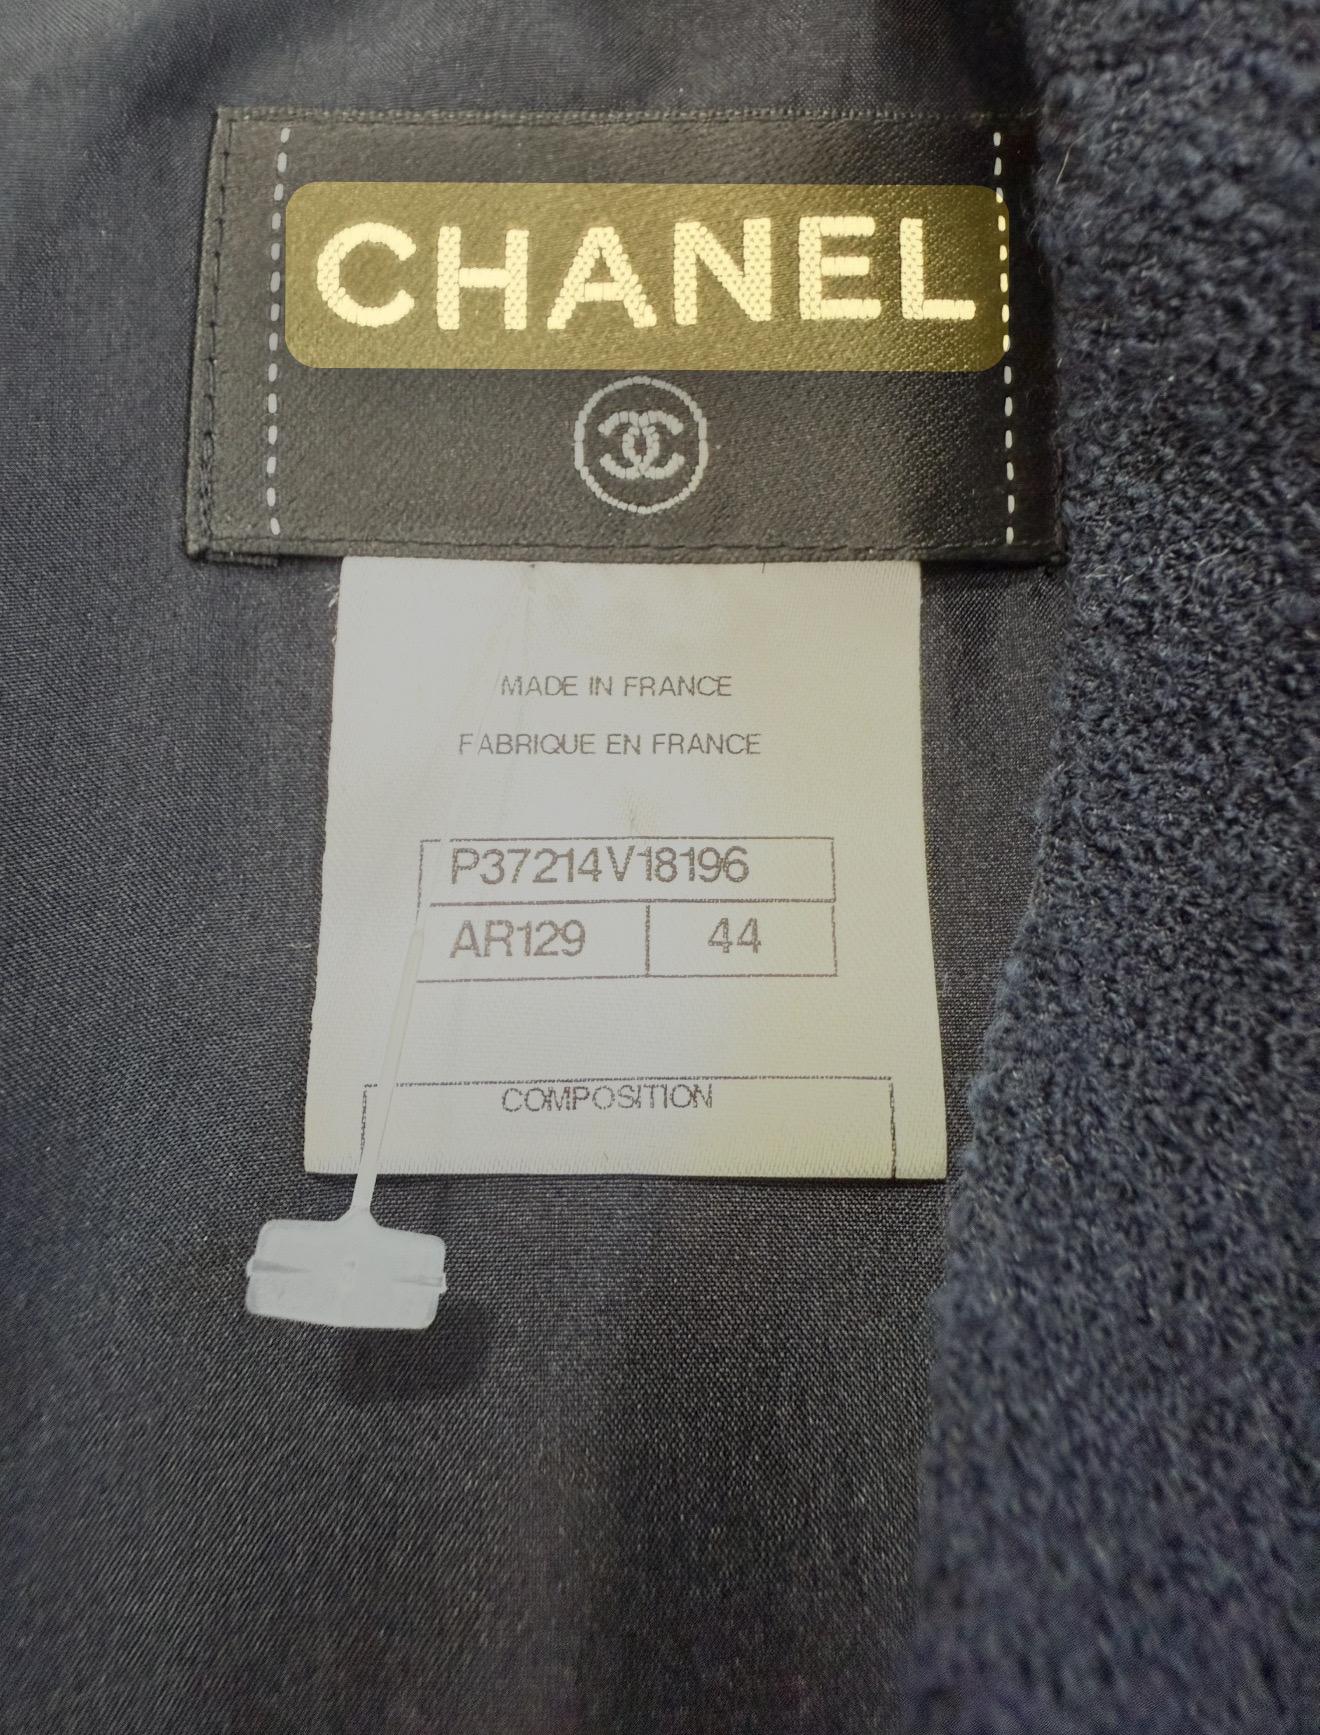 CHANEL
MADE IN FRANCE
FABRIQUE EN FRANCE
P37214V18196
AR129 44
COMPOSITION